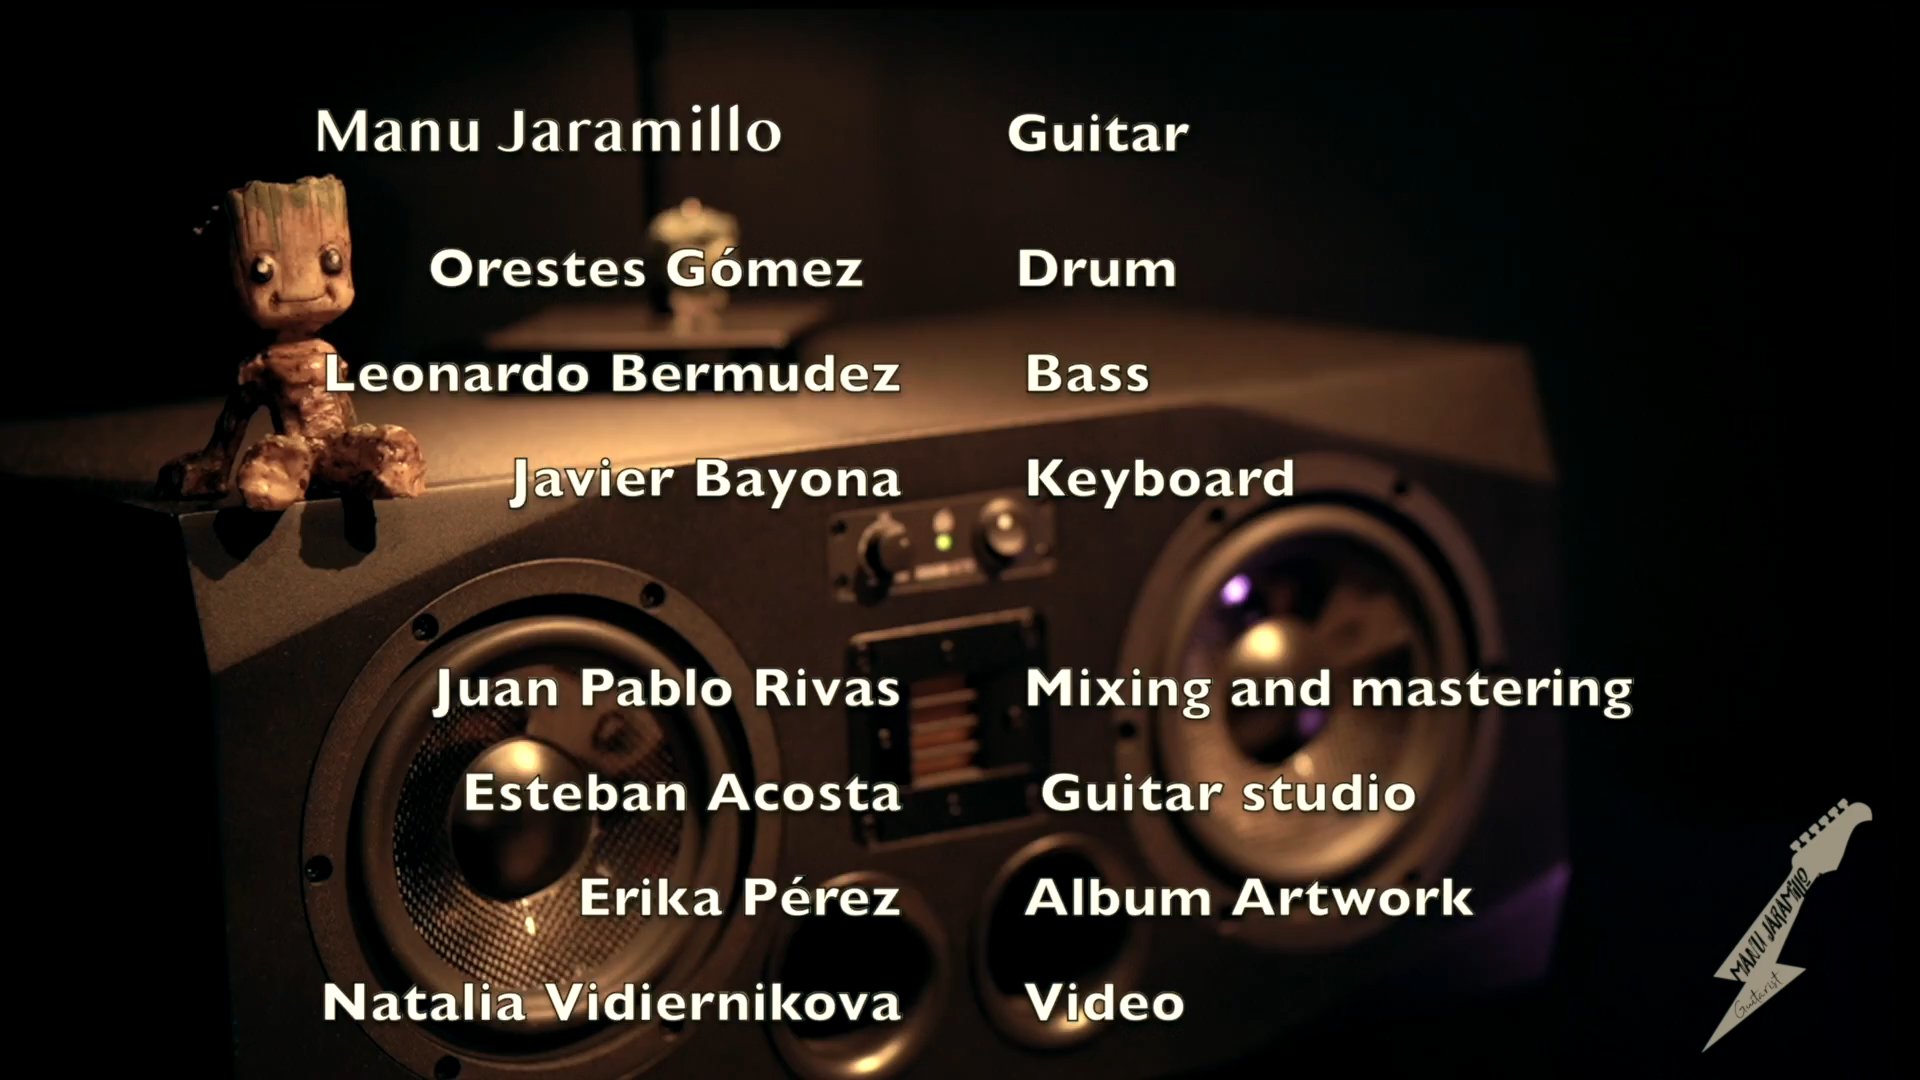 Manu Jaramillo Guitar
Orestes Gómez Drum
Leonardo Bermudez Bass
Javier Bayona Keyboard
Juan Pablo Rivas Mixing and mastering
Esteban Acosta Guitar studio
Erika Pérez Album Artwork
Natalia Vidiernikova Video
MANU JARAMILLO
Guitarist